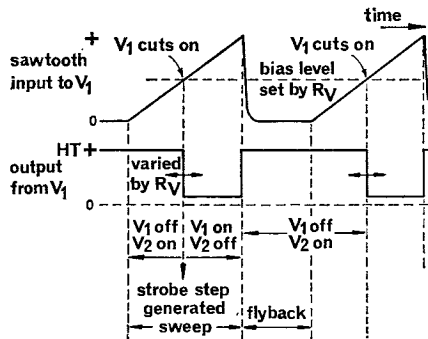 time
+
V1 cuts on
V1 cuts on
sawtooth
input to V1
bias level
set by RV
0
HT+
output
from V1
varied
by RV
0
V1 off
V2 on
V1 on
V2 off
V1 off
V2 on
strobe step
generated
sweep
flyback